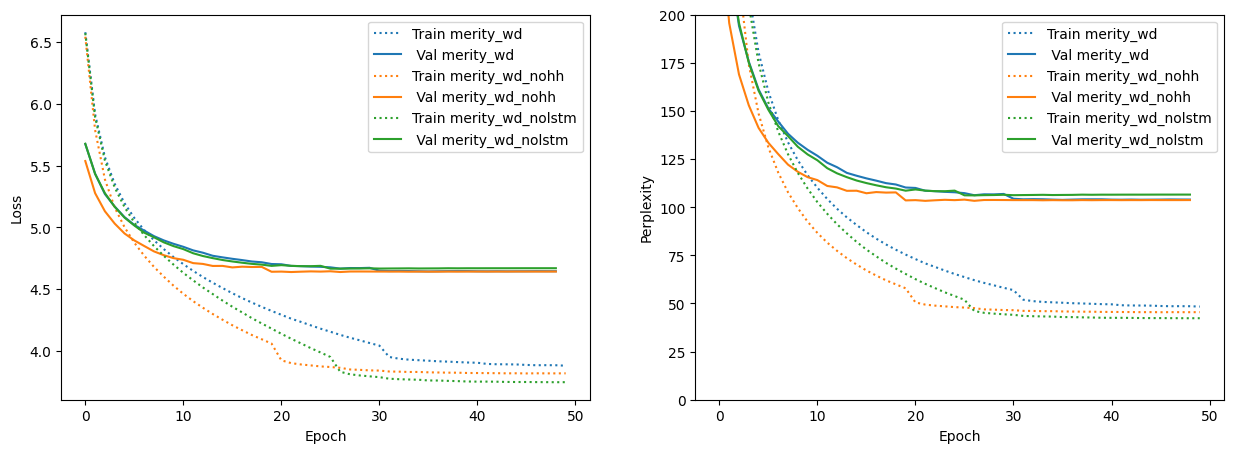 Train merity_wd
Val merity_wd
Train merity_wd_nohh
Val merity_wd_nohh
Train merity_wd_nolstm
Val merity_wd_nolstm
6.5
6.0
5.5
5.0
4.5
4.0
Loss
0
10
20
30
40
50
Epoch
Train merity_wd
Val merity_wd
Train merity_wd_nohh
Val merity_wd_nohh
Train merity_wd_nolstm
Val merity_wd_nolstm
200
175
150
125
100
75
50
25
0
Perplexity
0
10
20
30
40
50
Epoch